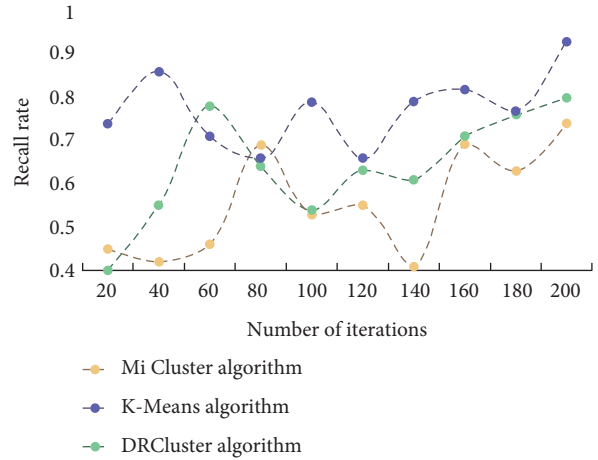 1
0.9
0.8
0.7
0.6
0.5
0.4
Recall rate
20 40 60 80 100 120 140 160 180 200
Number of iterations
Mi Cluster algorithm
K-Means algorithm
DRCluster algorithm